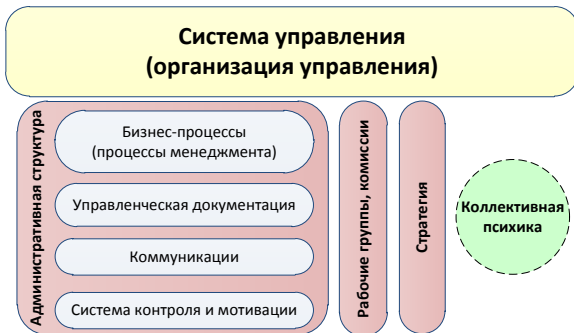 Система управления
(организация управления)
Административная структура
Бизнес-процессы
(процессы менеджмента)
Управленческая документация
Коммуникации
Система контроля и мотивации
Рабочие группы, комиссии
Стратегия
Коллективная
психика